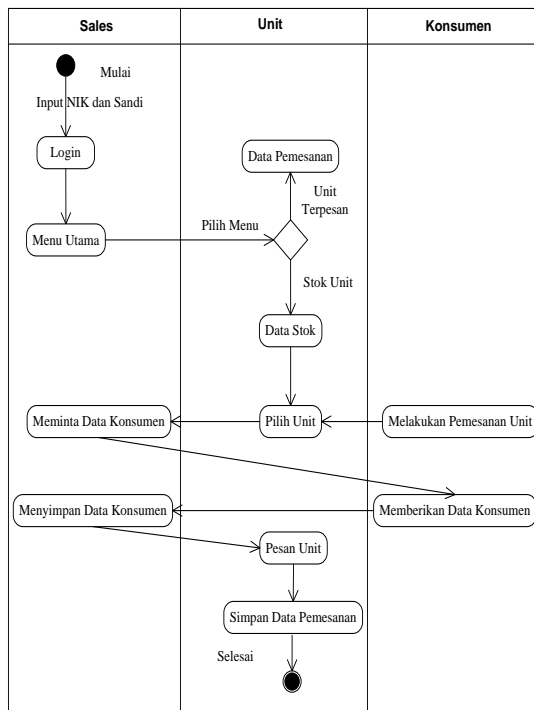 Sales
Unit
Konsumen
Mulai
Input NIK dan Sandi
Login
Data Pemesanan
Unit
Terpesan
Pilih Menu
Menu Utama
Stok Unit
Data Stok
Meminta Data Konsumen
Pilih Unit
Melakukan Pemesanan Unit
Menyimpan Data Konsumen
Memberikan Data Konsumen
Pesan Unit
Simpan Data Pemesanan
Selesai